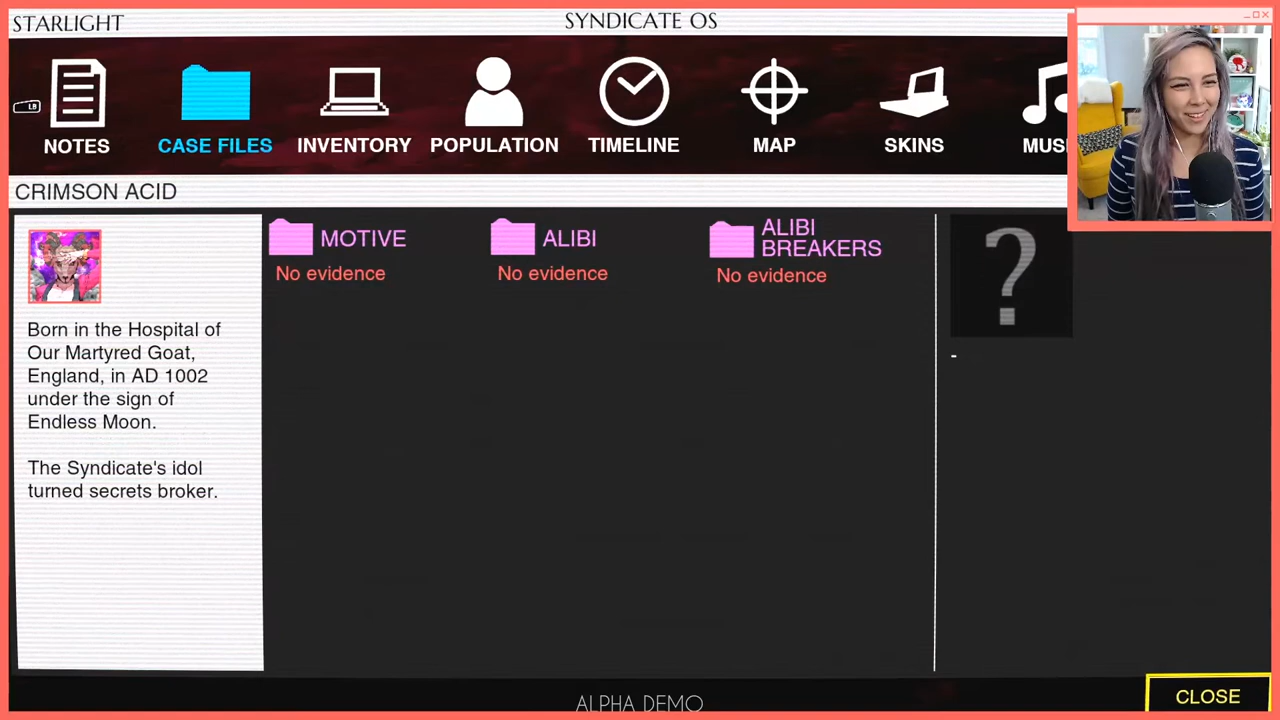 STARLIGHT
SYNDICATE OS
LB
NOTES
CASE FILES
INVENTORY
POPULATION
TIMELINE
MAP
SKINS
MUSI
CRIMSON ACID
MOTIVE
No evidence
ALIBI
No evidence
ALIBI
BREAKERS
No evidence
?
-
Born in the Hospital of
Our Martyred Goat,
England, in AD 1002
under the sign of
Endless Moon.
The Syndicate's idol
turned secrets broker.
ALPHA DEMO
CLOSE